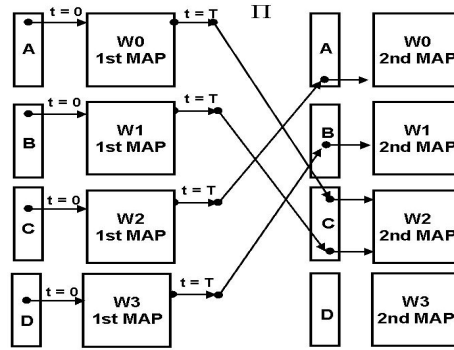 Π
A
t = 0
W0
1st MAP
t = T
A
W0
2nd MAP
B
t = 0
W1
1st MAP
t = T
B
W1
2nd MAP
C
t = 0
W2
1st MAP
t = T
C
W2
2nd MAP
D
t = 0
W3
1st MAP
t = T
D
W3
2nd MAP